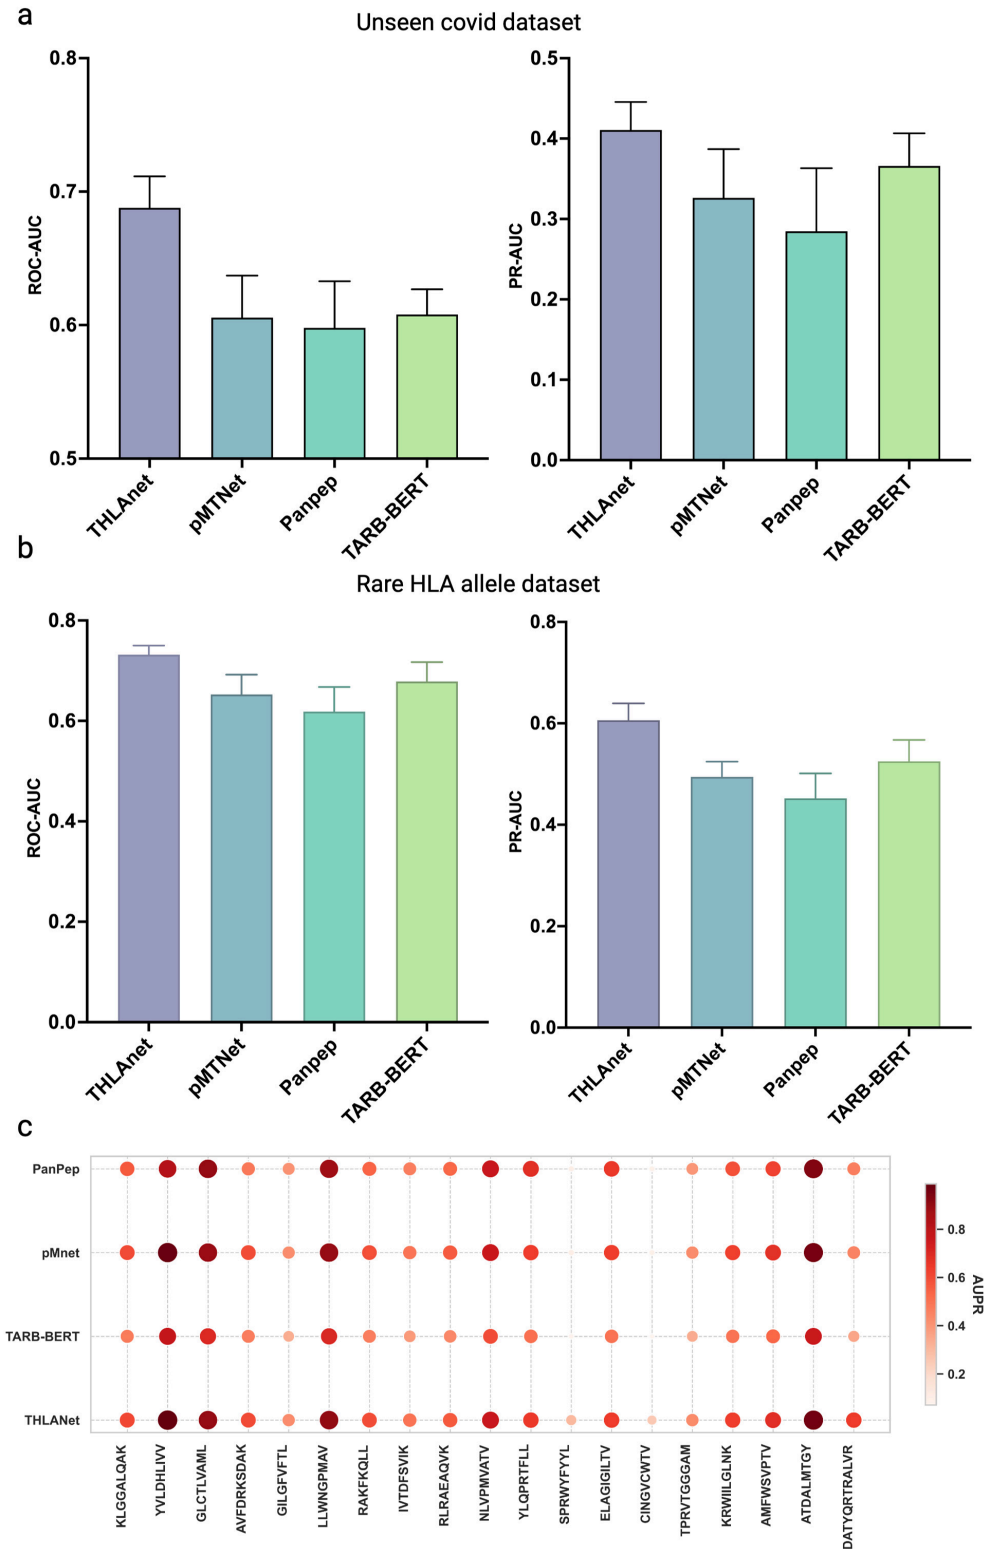 a
Unseen covid dataset
0.8
0.7
0.6
0.5
ROC-AUC
THLAnet
pMTNet
Panpep
TARB-BERT
0.5
0.4
0.3
0.2
0.1
0.0
PR-AUC
THLAnet
pMTNet
Panpep
TARB-BERT
b
Rare HLA allele dataset
0.8
0.6
0.4
0.2
0.0
ROC-AUC
THLAnet
pMTNet
Panpep
TARB-BERT
0.8
0.6
0.4
0.2
0.0
PR-AUC
THLAnet
pMTNet
Panpep
TARB-BERT
c
PanPep
pMnet
TARB-BERT
THLANet
KLGGALQAK
YVLDHLIVV
GLCTLVAML
AVFDRKSDAK
GILGFVFTL
LLWNGPMAV
RAKFKQLL
IVTDFSVIK
RLRAEAQVK
NLVPMVATV
YLQPRTFLL
SPRWYFYYL
ELAGIGILTV
CINGVCWTV
TPRVTGGGAM
KRWIILGLNK
AMFWSVPTV
ATDALMTGY
DATYQRTRALVR
0.8
0.6
0.4
0.2
AUPR